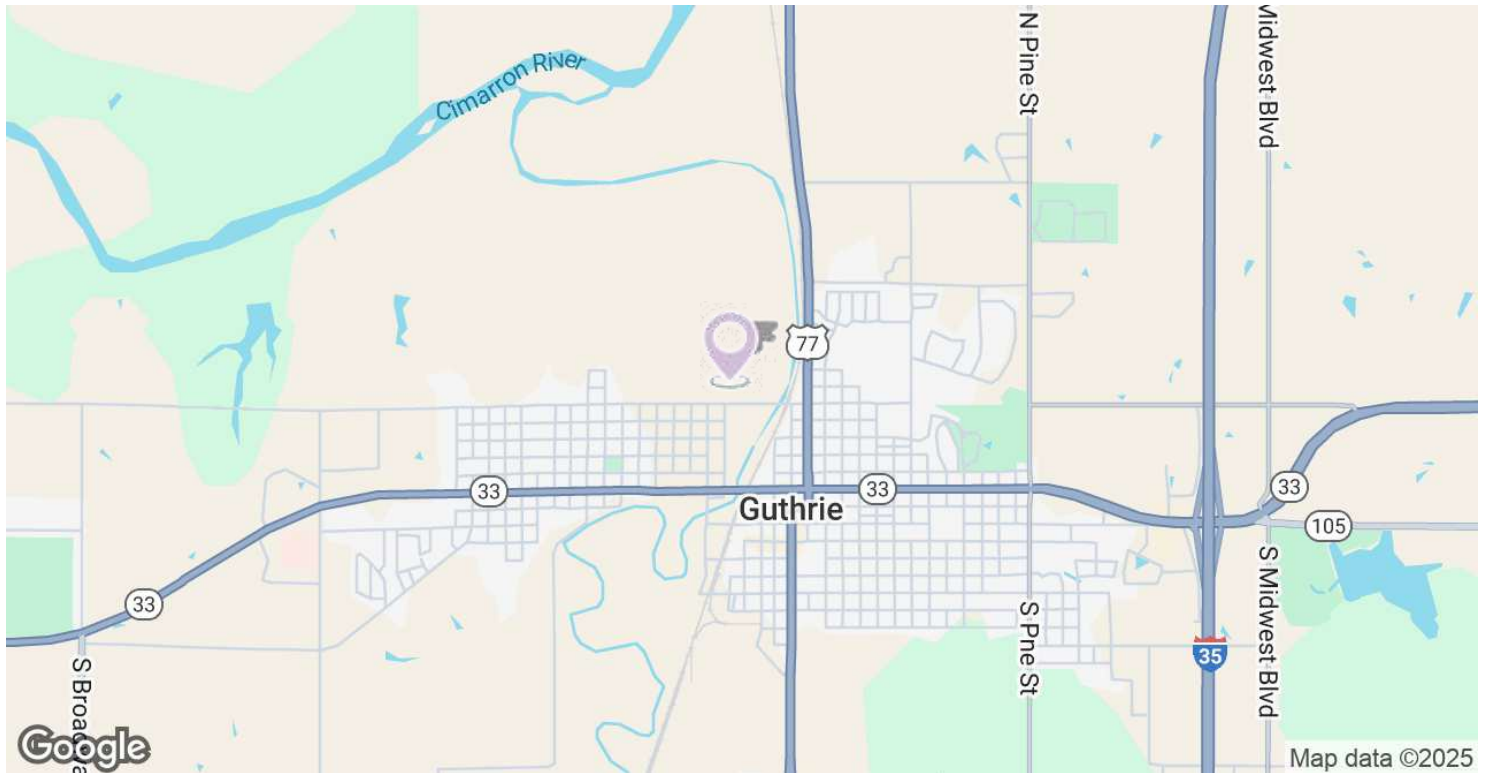 Cimarron River
N Pine St
Midwest Blvd
77
33
33
Guthrie
33
105
33
S Pne St
S Midwest Blvd
35
S Broadwa
Google
Map data ©2025